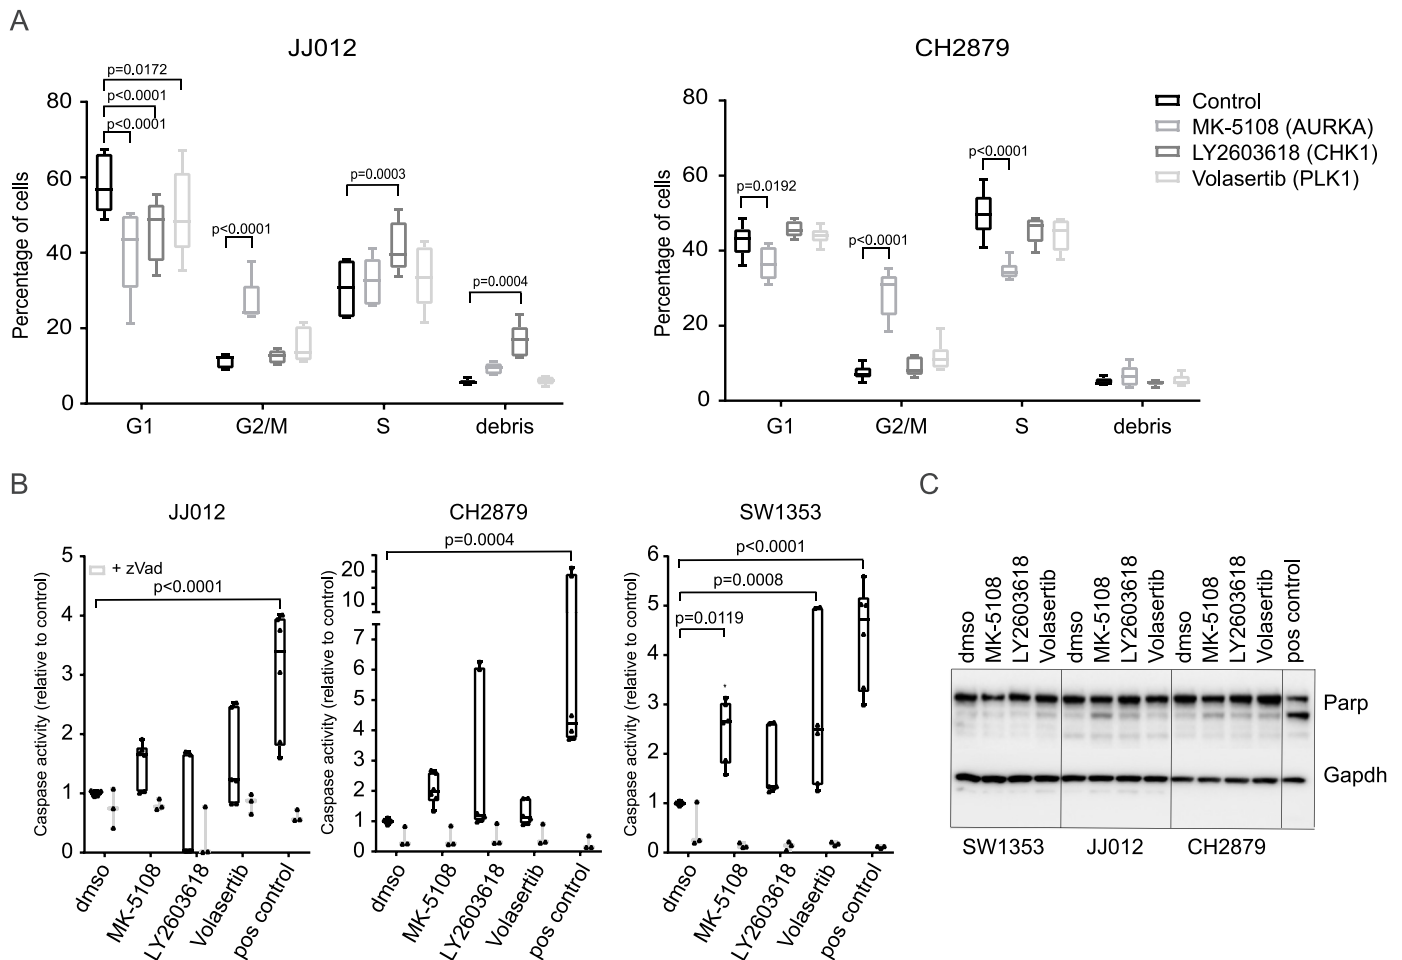 A
JJ012
CH2879
Percentage of cells
80
60
40
20
0
p=0.0172
p<0.0001
p<0.0001
p<0.0001
p=0.0003
p=0.0004
G1
G2/M
S
debris
Percentage of cells
80
60
40
20
0
p=0.0192
p<0.0001
p<0.0001
G1
G2/M
S
debris
Control
MK-5108 (AURKA)
LY2603618 (CHK1)
Volasertib (PLK1)
B
JJ012
Caspase activity (relative to control)
5
4
3
2
1
0
+ zVad
p<0.0001
dmso
MK-5108
LY2603618
Volasertib
pos control
CH2879
Caspase activity (relative to control)
20
10
7
6
5
4
3
2
1
0
p=0.0004
dmso
MK-5108
LY2603618
Volasertib
pos control
SW1353
Caspase activity (relative to control)
6
5
4
3
2
1
0
p<0.0001
p=0.0008
p=0.0119
dmso
MK-5108
LY2603618
Volasertib
pos control
C
dmso
MK-5108
LY2603618
Volasertib
dmso
MK-5108
LY2603618
Volasertib
dmso
MK-5108
LY2603618
Volasertib
pos control
Parp
Gapdh
SW1353
JJ012
CH2879